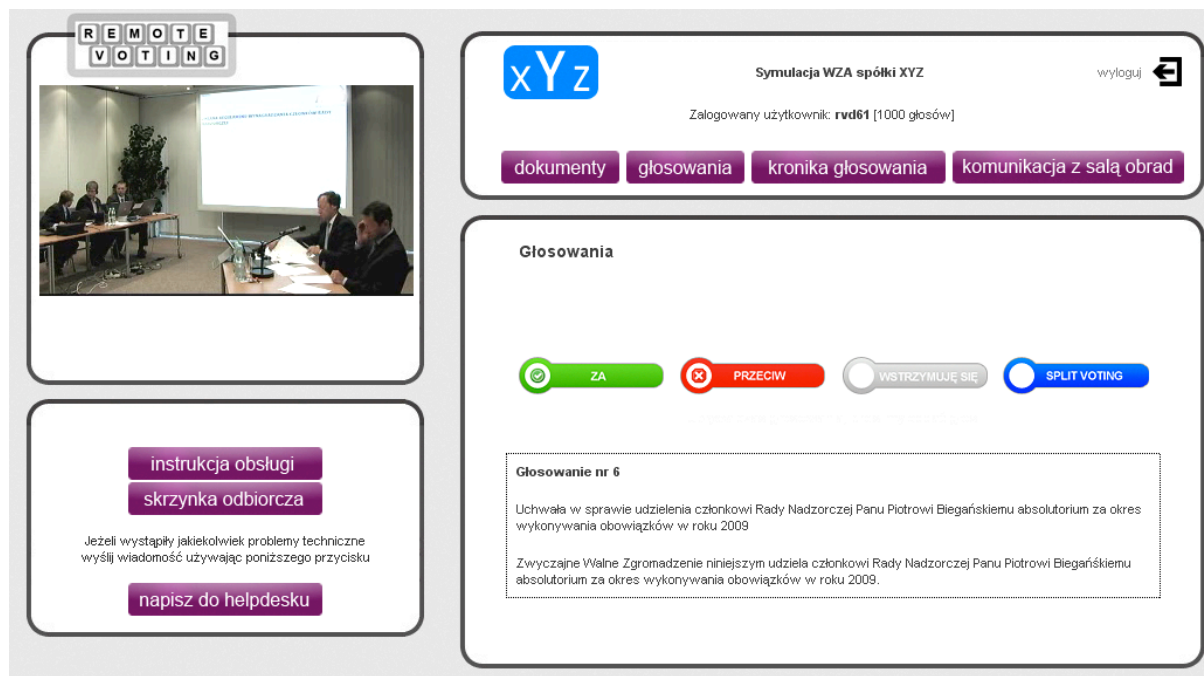 REMOTE
VOTING
xYz
Symulacja WZA spółki XYZ
wyloguj
Zalogowany użytkownik: rvd61 [1000 głosów]
dokumenty głosowania kronika głosowania komunikacja z salą obrad
Głosowania
ZA PRZECIW WSTRZYMUJĘ SIĘ SPLIT VOTING
instrukcja obsługi
skrzynka odbiorcza
Jeżeli wystąpiły jakiekolwiek problemy techniczne
wyślij wiadomość używając poniższego przycisku
napisz do helpdesku
Głosowanie nr 6
Uchwała w sprawie udzielenia członkowi Rady Nadzorczej Panu Piotrowi Biegańskiemu absolutorium za okres
wykonywania obowiązków w roku 2009
Zwyczajne Walne Zgromadzenie niniejszym udziela członkowi Rady Nadzorczej Panu Piotrowi Biegańśkiemu
absolutorium za okres wykonywania obowiązków w roku 2009.